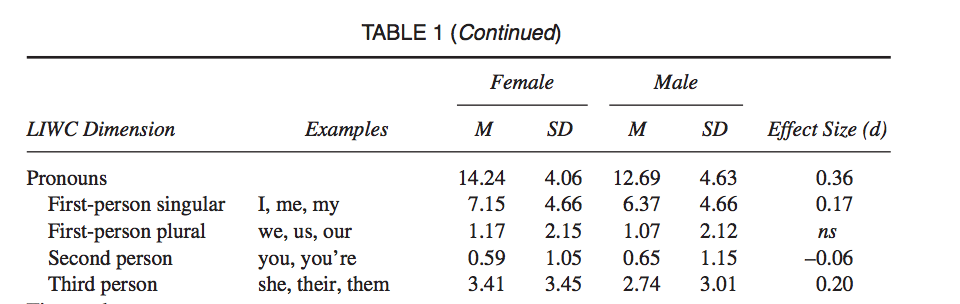 TABLE 1 (Continued)
Female Male
LIWC Dimension Examples M SD M SD Effect Size (d)
Pronouns 14.24 4.06 12.69 4.63 0.36
First-person singular I, me, my 7.15 4.66 6.37 4.66 0.17
First-person plural we, us, our 1.17 2.15 1.07 2.12 ns
Second person you, you’re 0.59 1.05 0.65 1.15 –0.06
Third person she, their, them 3.41 3.45 2.74 3.01 0.20